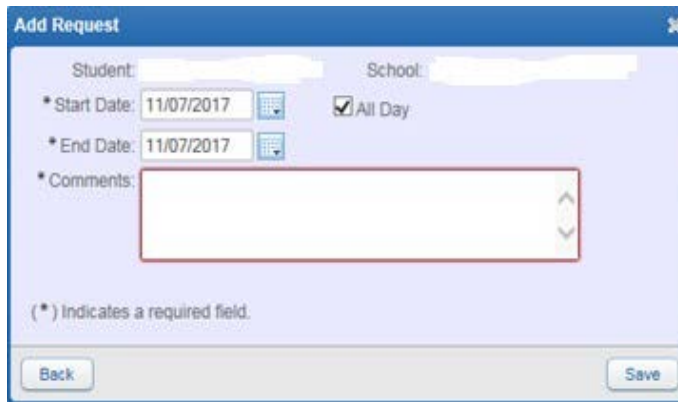 Add Request
Student: School:
* Start Date: 11/07/2017 All Day
* End Date: 11/07/2017
* Comments:
(*) Indicates a required field.
Back Save